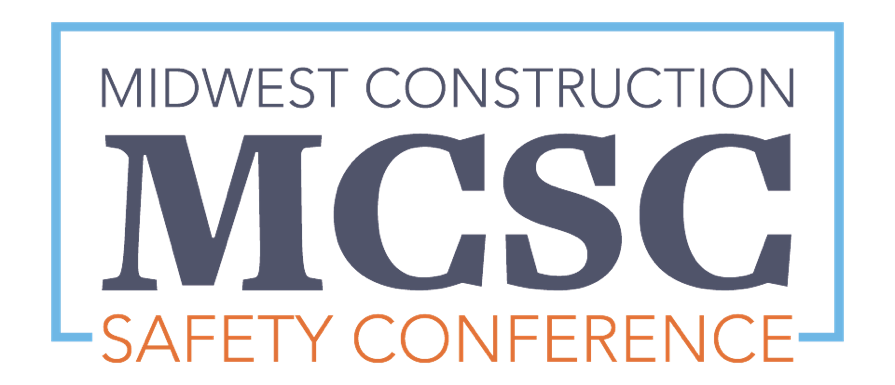 MIDWEST CONSTRUCTION
MCSC
SAFETY CONFERENCE